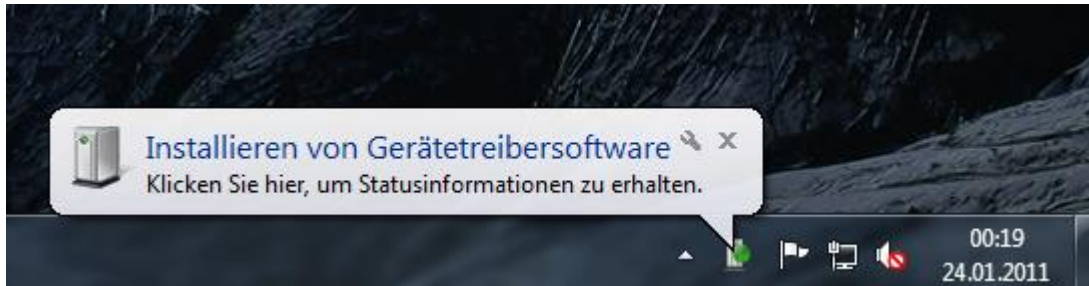 Installieren von Gerätetreibersoftware
Klicken Sie hier, um Statusinformationen zu erhalten.
00:19
24.01.2011